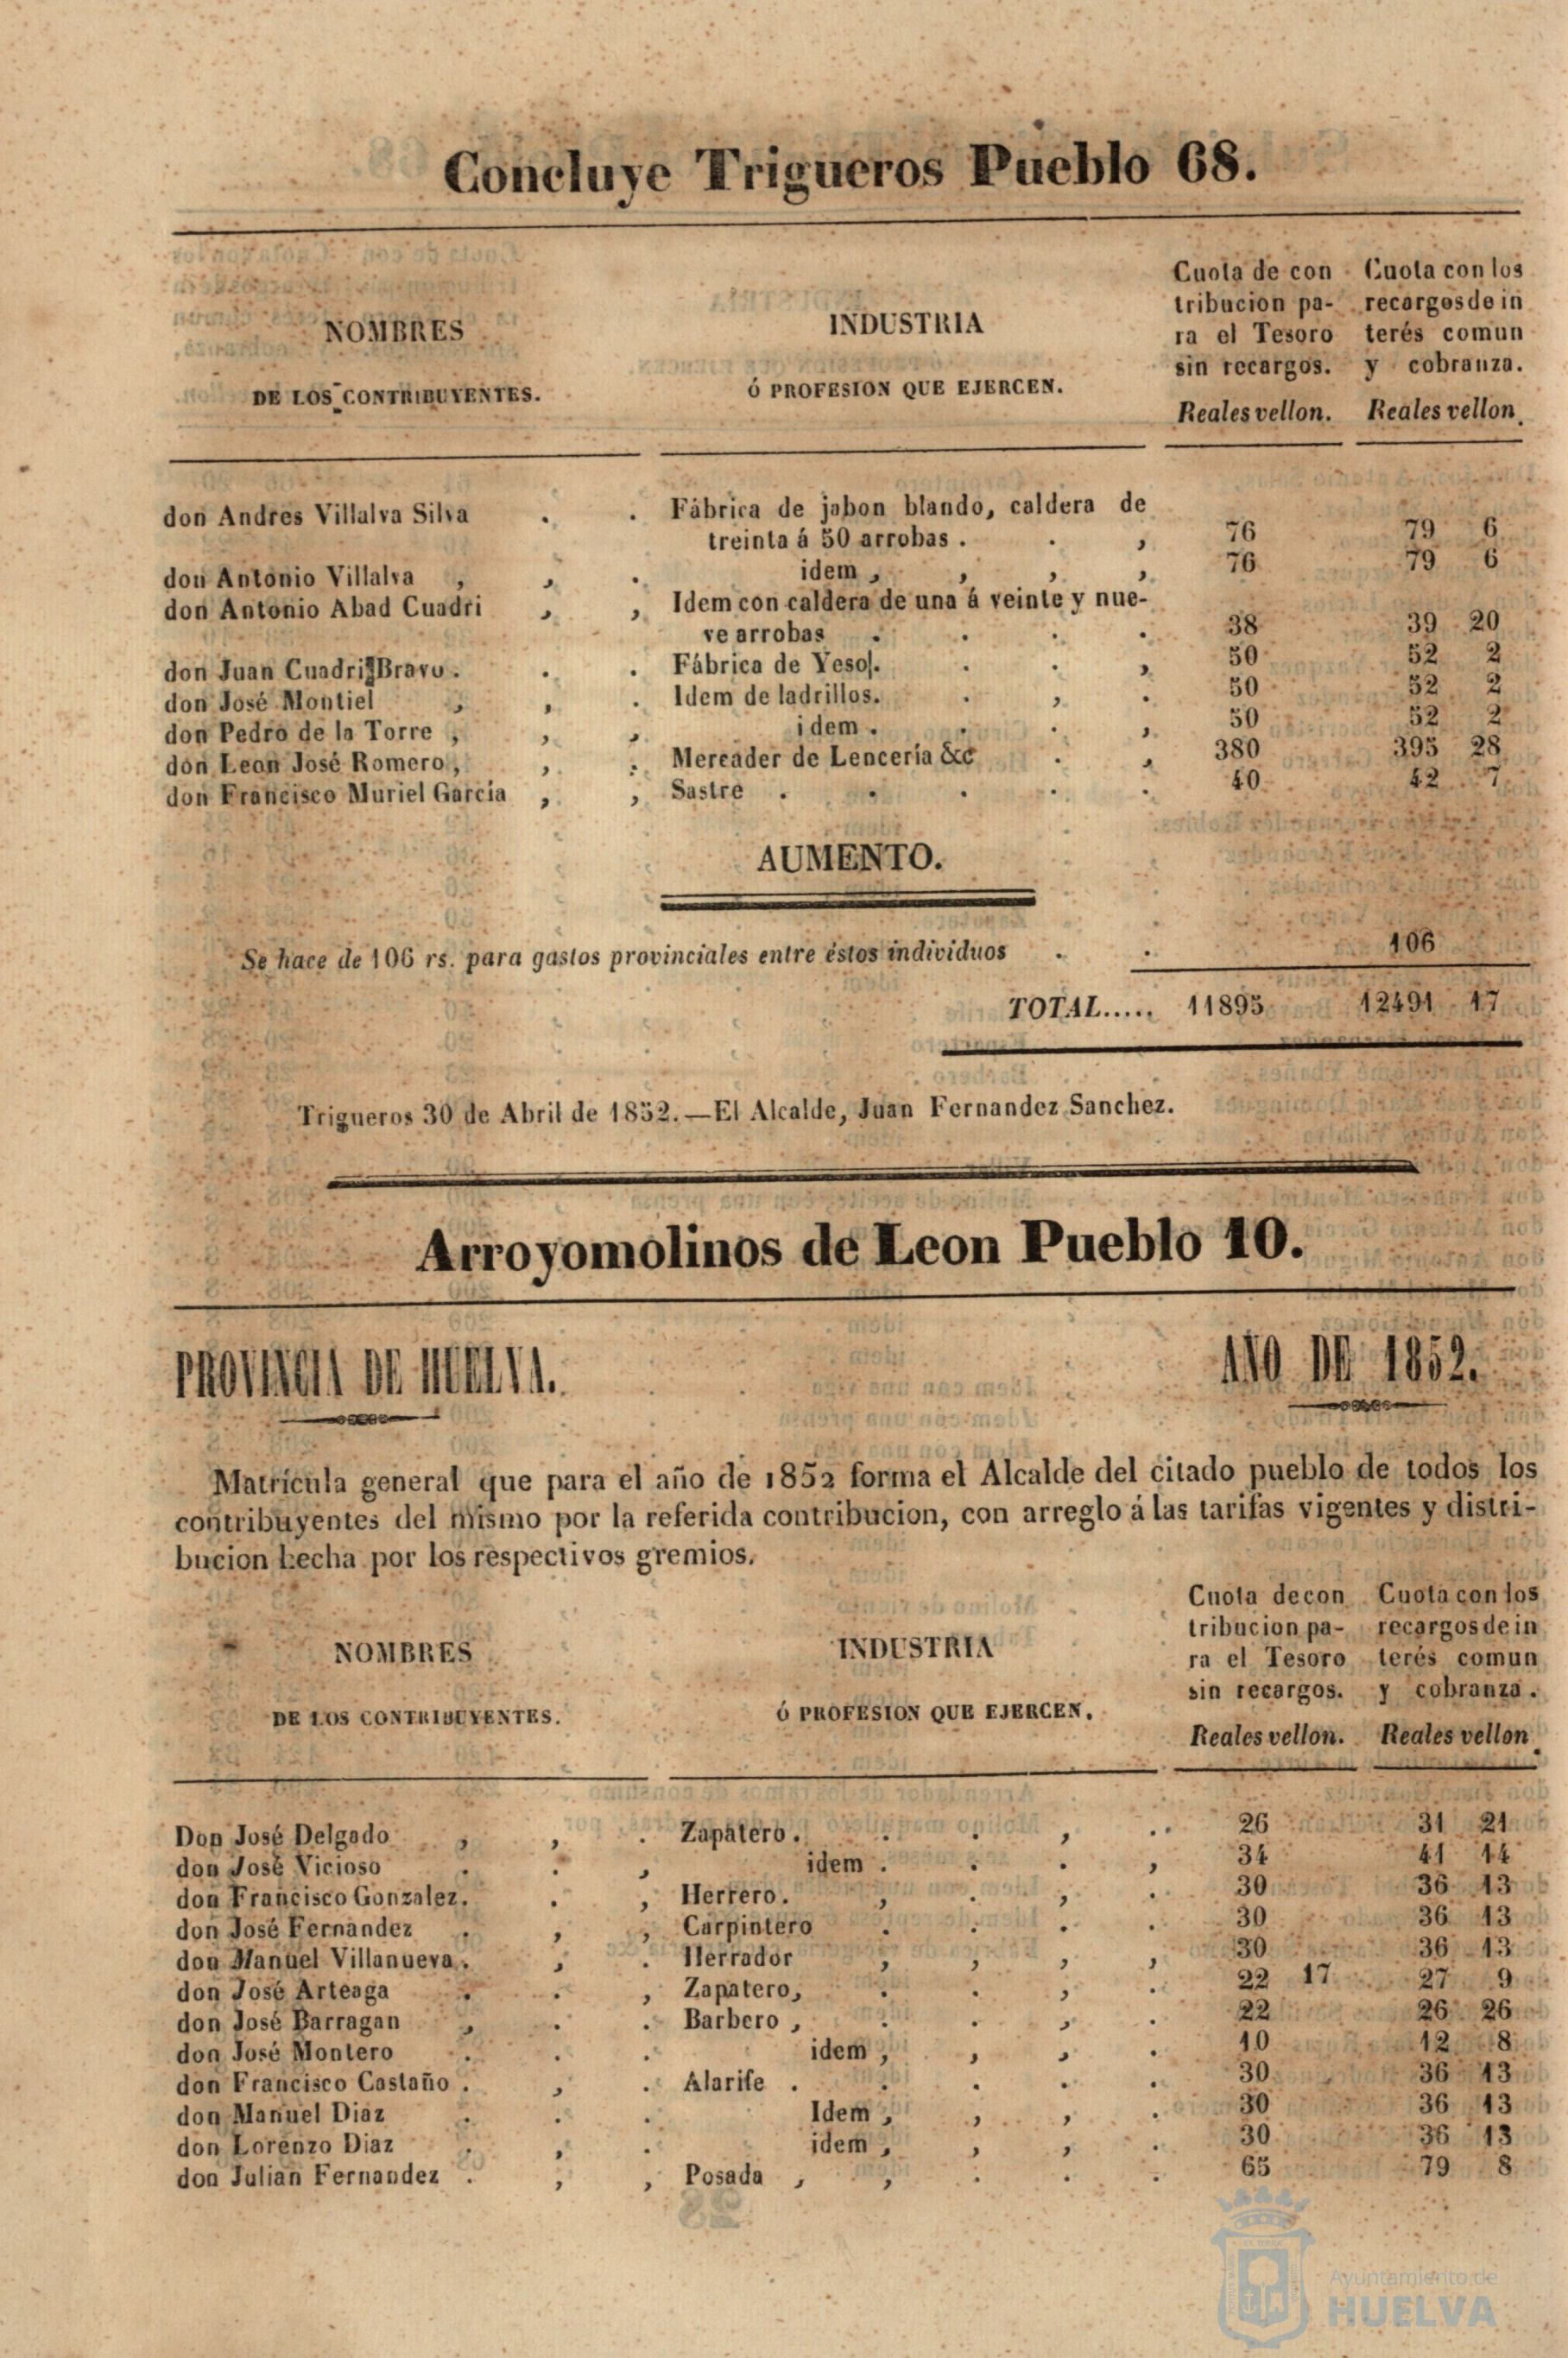 Concluye Trigueros Pueblo 68.
NOMBRES
DE LOS CONTRIBUYENTES.
INDUSTRIA
Ó PROFESION QUE EJERCEN.
Cuota de con
tribucion pa-
ra el Tesoro
sin recargos.
Reales vellon.
Cuota con los
recargos de in
terés comun
y cobranza.
Reales vellon.
don Andres Villalva Silva . . Fábrica de jabon blando, caldera de
treinta á 50 arrobas . . , 76 79 6
don Antonio Villalva , , . idem , , , , 76 79 6
don Antonio Abad Cuadri , , Idem con caldera de una á veinte y nue-
ve arrobas . . . . 38 39 20
don Juan Cuadri Bravo . . . Fábrica de Yeso. . . , 50 52 2
don José Montiel , , . Idem de ladrillos. . , . 50 52 2
don Pedro de la Torre , , , idem . . . , 50 52 2
don Leon José Romero , , . Mercader de Lencería &c . , 380 395 28
don Francisco Muriel García , , Sastre . . . . . 40 42 7
AUMENTO.
Se hace de 106 rs. para gastos provinciales entre éstos individuos . . 106
TOTAL..... 11895 12491 17
Trigueros 30 de Abril de 1852.—El Alcalde, Juan Fernandez Sanchez.
Arroyomolinos de Leon Pueblo 10.
PROVINCIA DE HUELVA.
AÑO DE 1852.
Matrícula general que para el año de 1852 forma el Alcalde del citado pueblo de todos los
contribuyentes del mismo por la referida contribucion, con arreglo á las tarifas vigentes y distri-
bucion hecha por los respectivos gremios.
NOMBRES
DE LOS CONTRIBUYENTES.
INDUSTRIA
Ó PROFESION QUE EJERCEN.
Cuota de con
tribucion pa-
ra el Tesoro
sin recargos.
Reales vellon.
Cuota con los
recargos de in
terés comun
y cobranza.
Reales vellon.
Don José Delgado , , . Zapatero . . . , . . 26 31 21
don José Vicioso . . , idem . . . , 34 41 14
don Francisco Gonzalez. . , Herrero. , . , . 30 36 13
don José Fernandez . , , Carpintero . . . . 30 36 13
don Manuel Villanueva . , . Herrador , , , , 30 36 13
don José Arteaga . . , Zapatero, . . , . 22 17 27 9
don José Barragan , . . Barbero , . . , . 22 26 26
don José Montero . . . idem , , , . 10 12 8
don Francisco Castaño . , . Alarife . . . . . 30 36 13
don Manuel Diaz . . . Idem , , , . 30 36 13
don Lorenzo Diaz . , . idem , , , . 30 36 13
don Julian Fernandez . , , Posada , , . . . 65 79 8
Ayuntamiento de
HUELVA